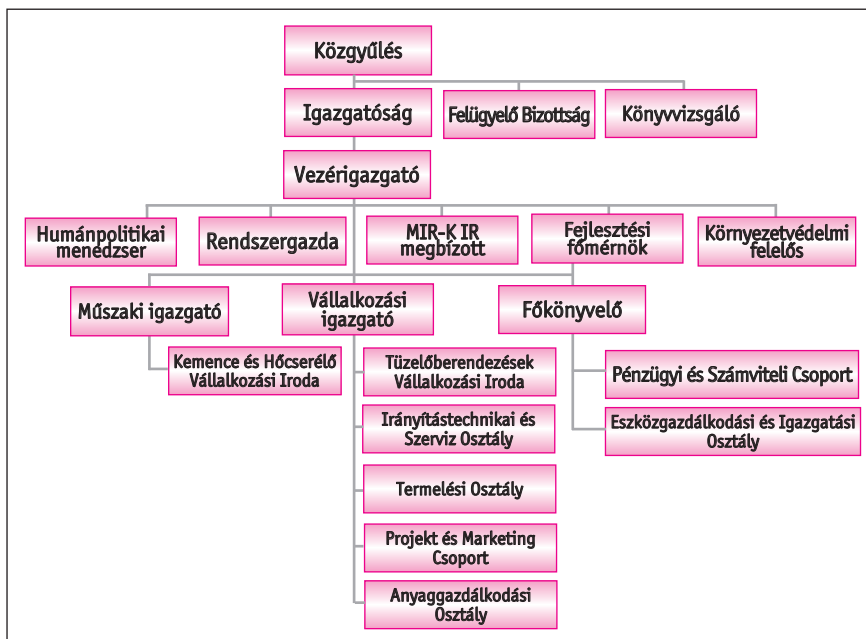 Közgyűlés
Igazgatóság
Felügyelő Bizottság
Könyvvizsgáló
Vezérigazgató
Humánpolitikai
menedzser
Rendszergazda
MIR-K IR
megbízott
Fejlesztési
főmérnök
Környezetvédelmi
felelős
Műszaki igazgató
Vállalkozási
igazgató
Főkönyvelő
Kemence és Hőcserélő
Vállalkozási Iroda
Tüzelőberendezések
Vállalkozási Iroda
Pénzügyi és Számviteli Csoport
Irányítástechnikai és
Szerviz Osztály
Eszközgazdálkodási és Igazgatási
Osztály
Termelési Osztály
Projekt és Marketing
Csoport
Anyaggazdálkodási
Osztály